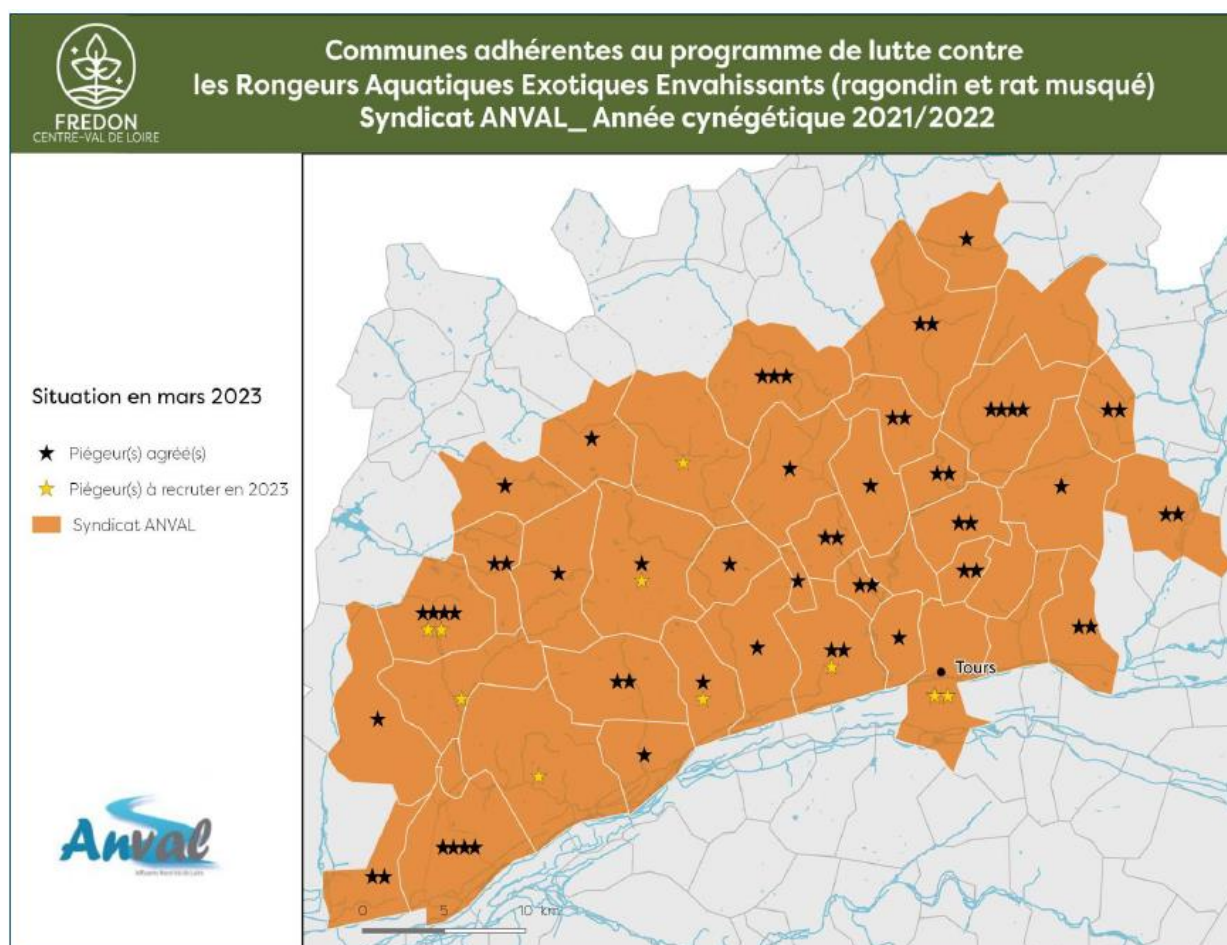 Communes adhérentes au programme de lutte contre
les Rongeurs Aquatiques Exotiques Envahissants (ragondin et rat musqué)
Syndicat ANVAL_ Année cynégétique 2021/2022
FREDON
CENTRE-VAL DE LOIRE
Situation en mars 2023
Piégeur(s) agréé(s)
Piégeur(s) à recruter en 2023
Syndicat ANVAL
Tours
Anval
0 5 10 km